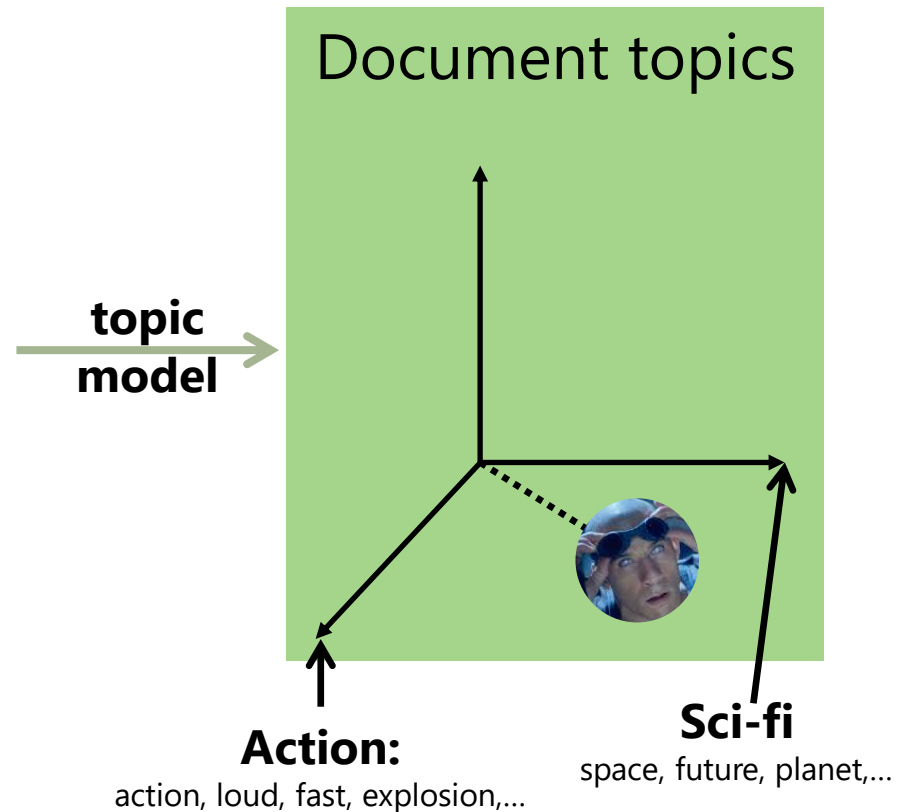 Document topics
topic
model
Action:
action, loud, fast, explosion,...
Sci-fi
space, future, planet,...